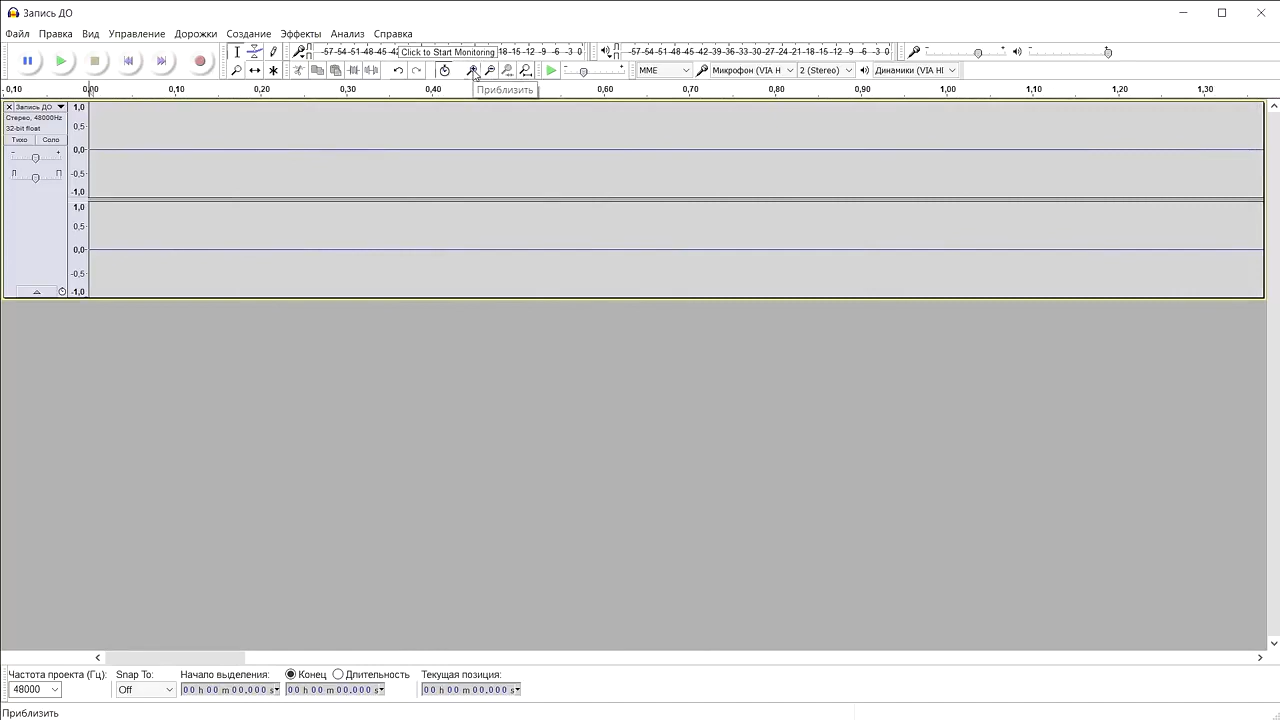 Запись ДО
Файл Правка Вид Управление Дорожки Создание Эффекты Анализ Справка
-57-54-51-48-45-42 Click to Start Monitoring -18-15-12 -9 -6 -3 0
-57-54-51-48-45-42-39-36-33-30-27-24-21-18-15-12 -9 -6 -3 0
MME Микрофон (VIA H 2 (Stereo) Динамики (VIA HI
Приблизить
-0,10 0,00 0,10 0,20 0,30 0,40 0,60 0,70 0,80 0,90 1,00 1,10 1,20 1,30
Запись ДО
Стерео, 48000Hz
32-bit float
Тихо Соло
1,0
0,5
0,0
-0,5
-1,0
1,0
0,5
0,0
-0,5
-1,0
Частота проекта (Гц): Snap To: Начало выделения: Конец Длительность Текущая позиция:
48000 Off 00 h 00 m 00.000 s 00 h 00 m 00.000 s 00 h 00 m 00.000 s
Приблизить